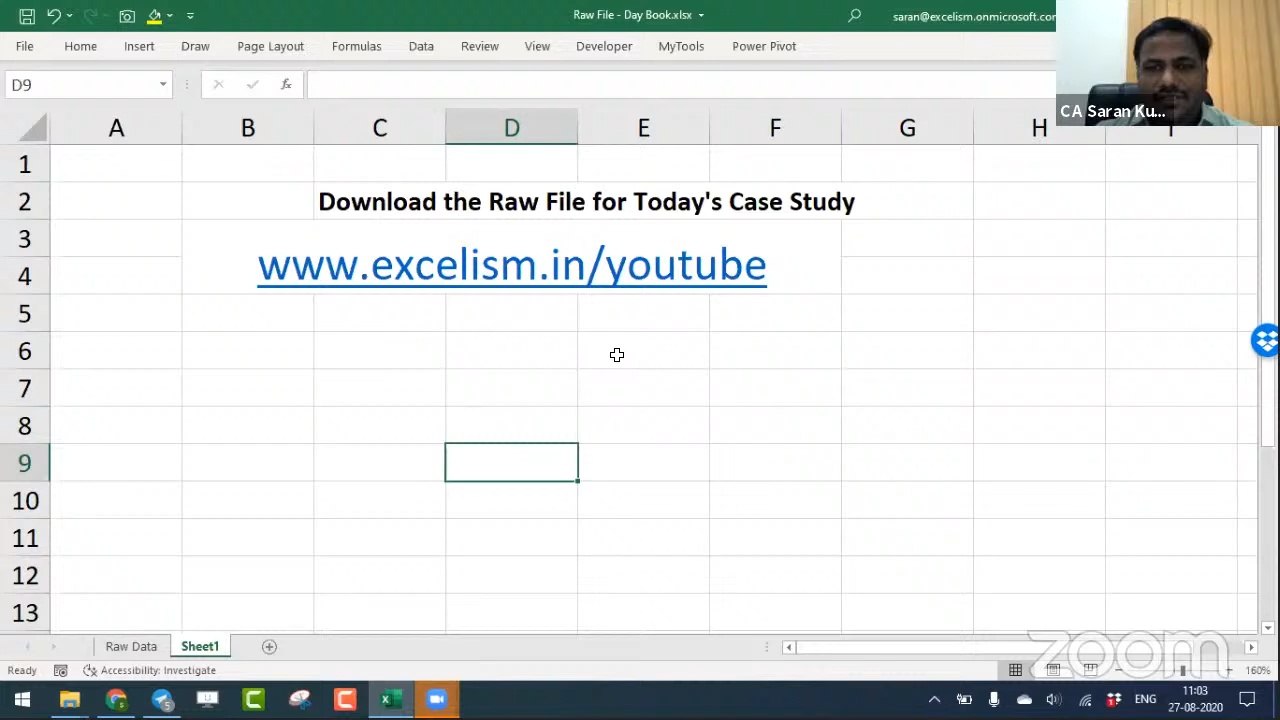 Raw File - Day Book.xlsx
saran@excelism.onmicrosoft.com
File Home Insert Draw Page Layout Formulas Data Review View Developer MyTools Power Pivot
D9
fx
CA Saran Ku...
A B C D E F G H I
1
2 Download the Raw File for Today's Case Study
3
www.excelism.in/youtube
4
5
6
7
8
9
10
11
12
13
Raw Data Sheet1
zoom
Ready Accessibility: Investigate 160%
ENG
11:03
27-08-2020